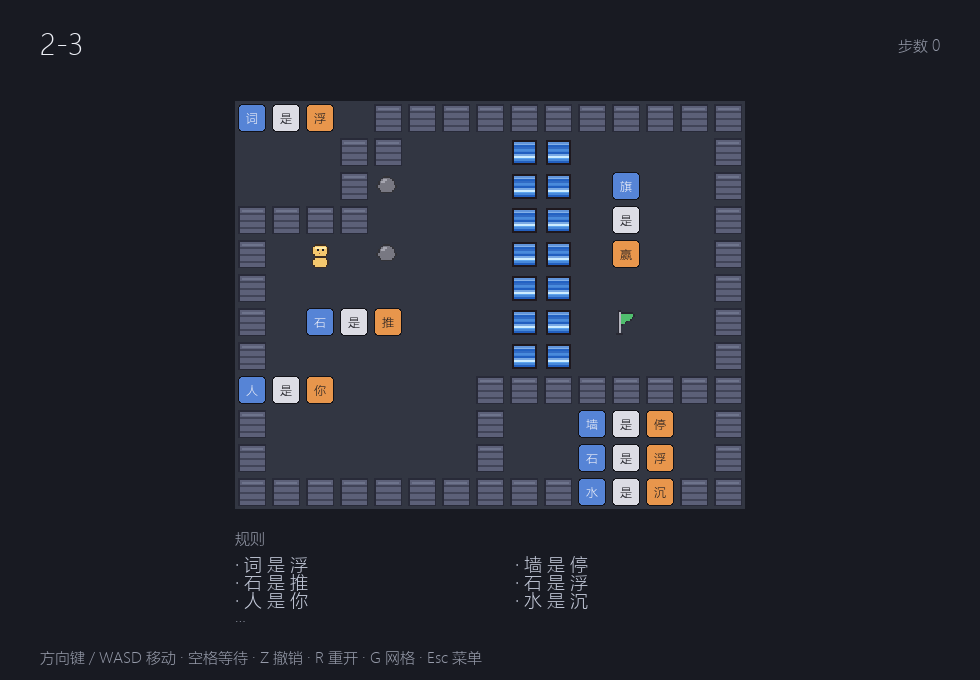 2-3
步数 0
词 是 浮
旗
是
赢
石 是 推
人 是 你
墙 是 停
石 是 浮
水 是 沉
规则
· 词 是 浮
· 墙 是 停
· 石 是 推
· 石 是 浮
· 人 是 你
· 水 是 沉
...
方向键 / WASD 移动 · 空格等待 · Z 撤销 · R 重开 · G 网格 · Esc 菜单